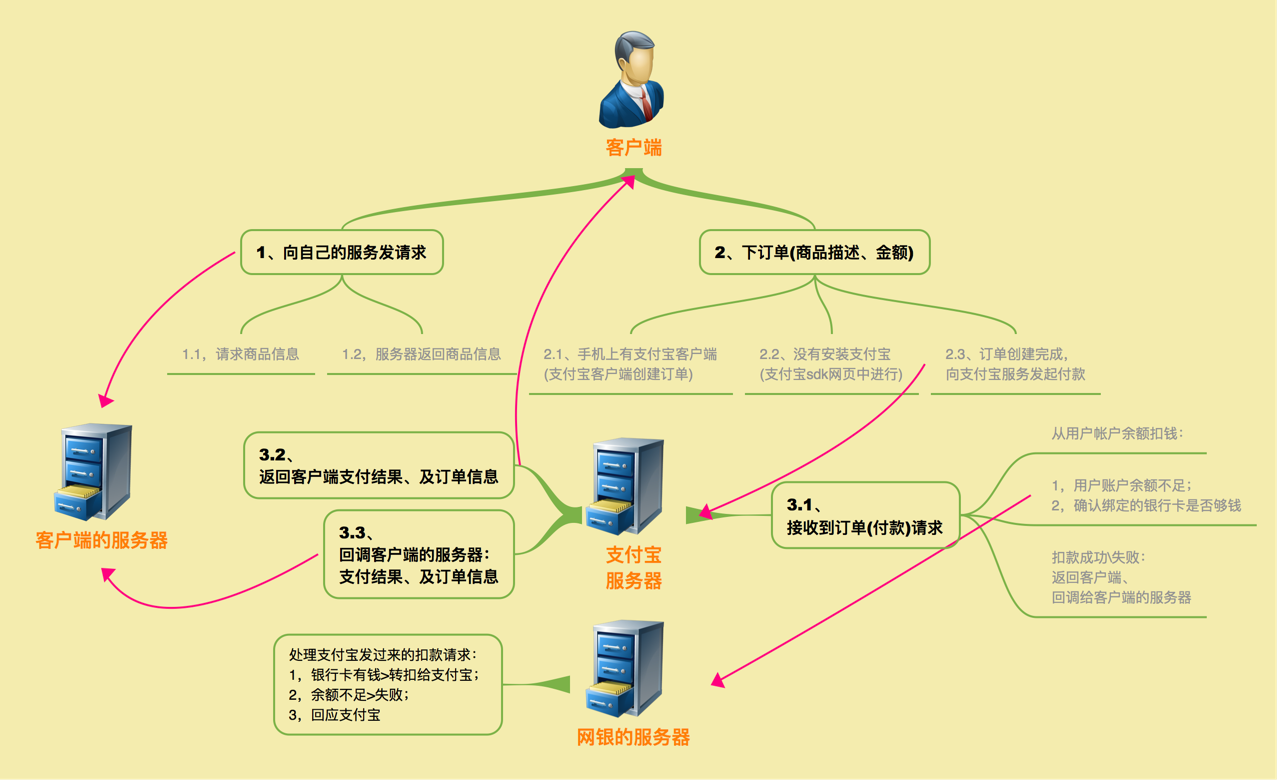 客户端
1、向自己的服务发请求
2、下订单(商品描述、金额)
1.1，请求商品信息
1.2，服务器返回商品信息
2.1、手机上有支付宝客户端
(支付宝客户端创建订单)
2.2、没有安装支付宝
(支付宝sdk网页中进行)
2.3、订单创建完成，
向支付宝服务发起付款
客户端的服务器
3.2、
返回客户端支付结果、及订单信息
3.3、
回调客户端的服务器：
支付结果、及订单信息
支付宝
服务器
3.1、
接收到订单(付款)请求
从用户帐户余额扣钱：
1，用户账户余额不足；
2，确认绑定的银行卡是否够钱
扣款成功\失败：
返回客户端、
回调给客户端的服务器
处理支付宝发过来的扣款请求：
1，银行卡有钱>转扣给支付宝；
2，余额不足>失败；
3，回应支付宝
网银的服务器